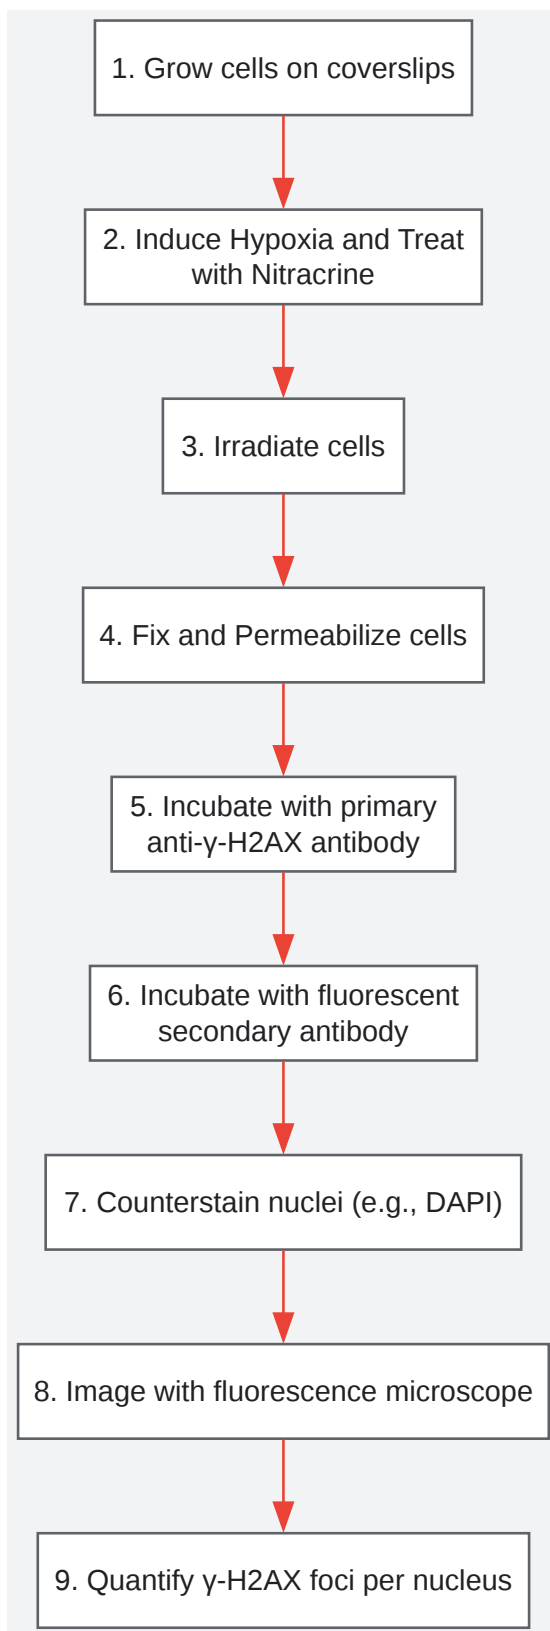 1. Grow cells on coverslips
2. Induce Hypoxia and Treat
with Nitracrine
3. Irradiate cells
4. Fix and Permeabilize cells
5. Incubate with primary
anti-γ-H2AX antibody
6. Incubate with fluorescent
secondary antibody
7. Counterstain nuclei (e.g., DAPI)
8. Image with fluorescence microscope
9. Quantify γ-H2AX foci per nucleus